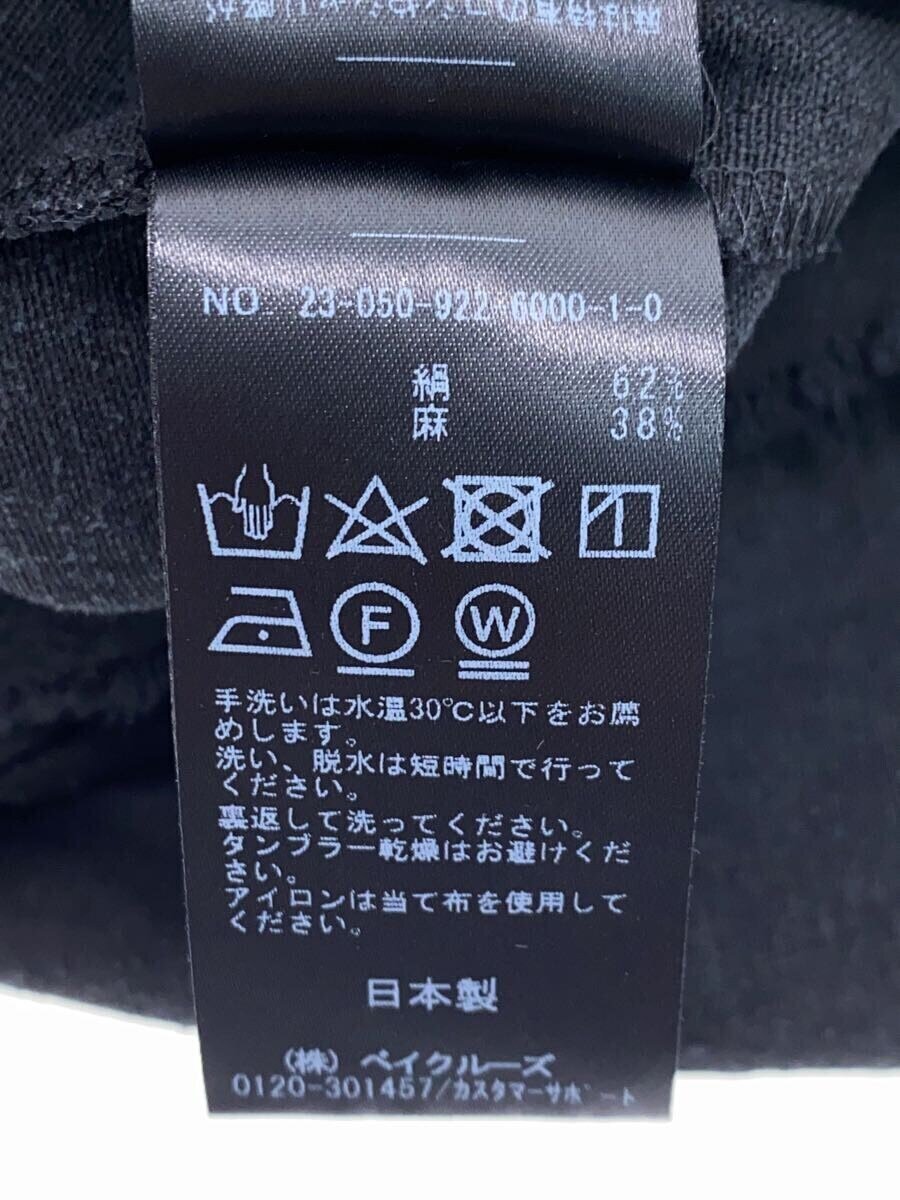 NO. 23-050-922-6000-1-0
絹 62%
麻 38%
F W
手洗いは水温30℃以下をお薦
めします。
洗い、脱水は短時間で行って
ください。
裏返して洗ってください。
タンブラー乾燥はお避けくだ
さい。
アイロンは当て布を使用して
ください。
日本製
(株) ベイクルーズ
0120-301457/カスタマーサポート